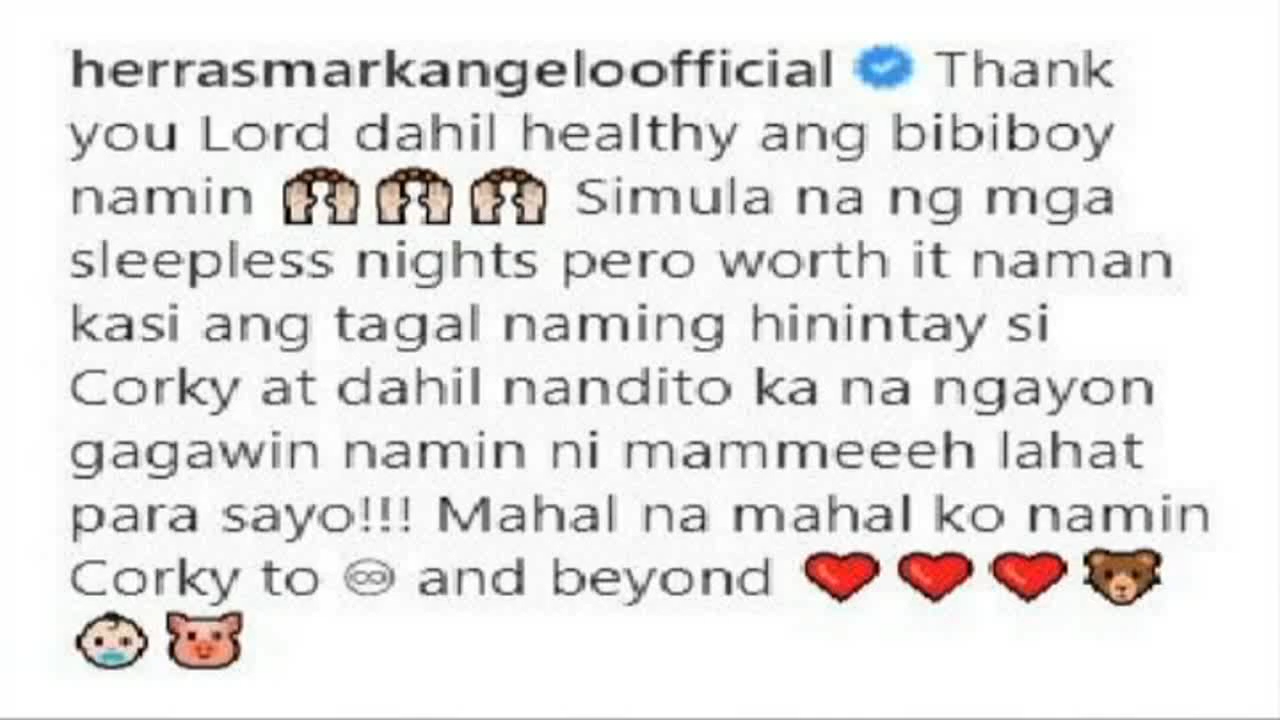 herrasmarkangeloofficial Thank
you Lord dahil healthy ang bibiboy
namin 🙌🙌🙌 Simula na ng mga
sleepless nights pero worth it naman
kasi ang tagal naming hinintay si
Corky at dahil nandito ka na ngayon
gagawin namin ni mammeeeh lahat
para sayo!!! Mahal na mahal ko namin
Corky to ♾ and beyond ❤️❤️❤️🐻
👶🐷